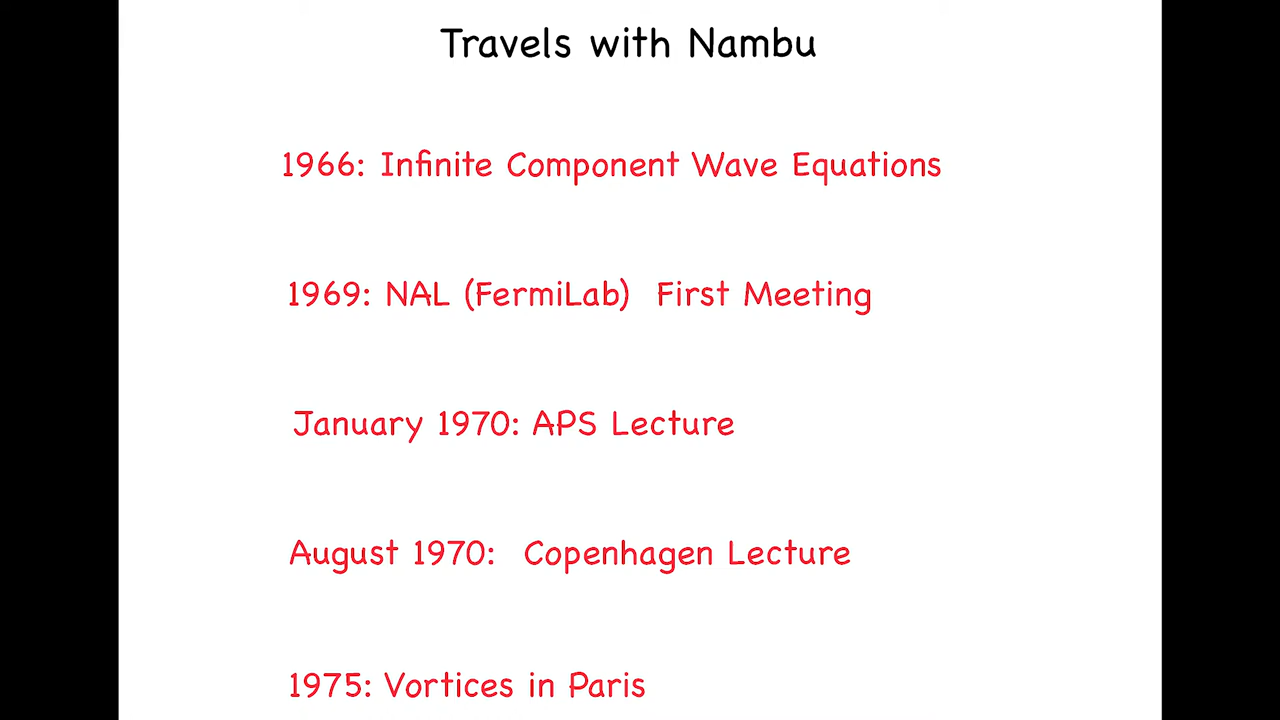 Travels with Nambu
1966: Infinite Component Wave Equations
1969: NAL (FermiLab) First Meeting
January 1970: APS Lecture
August 1970: Copenhagen Lecture
1975: Vortices in Paris